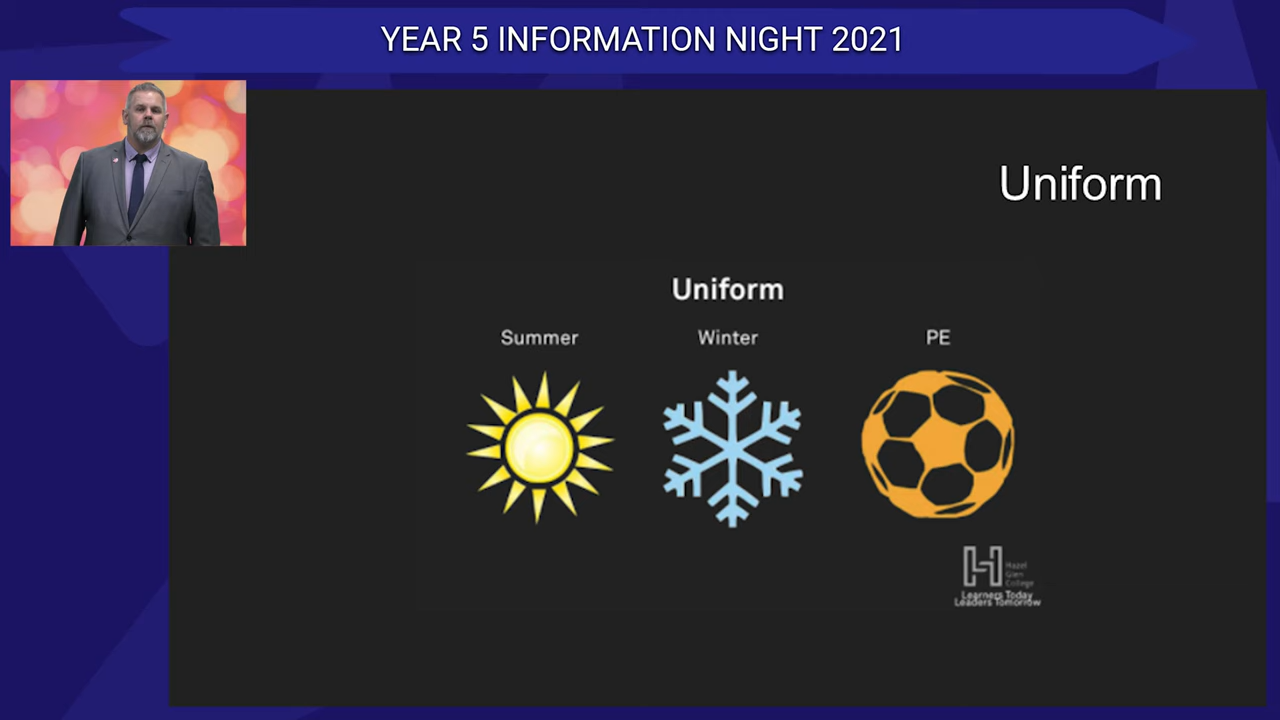 YEAR 5 INFORMATION NIGHT 2021
Uniform
Uniform
Summer Winter PE
Hazel
Glen
College
Learners Today
Leaders Tomorrow